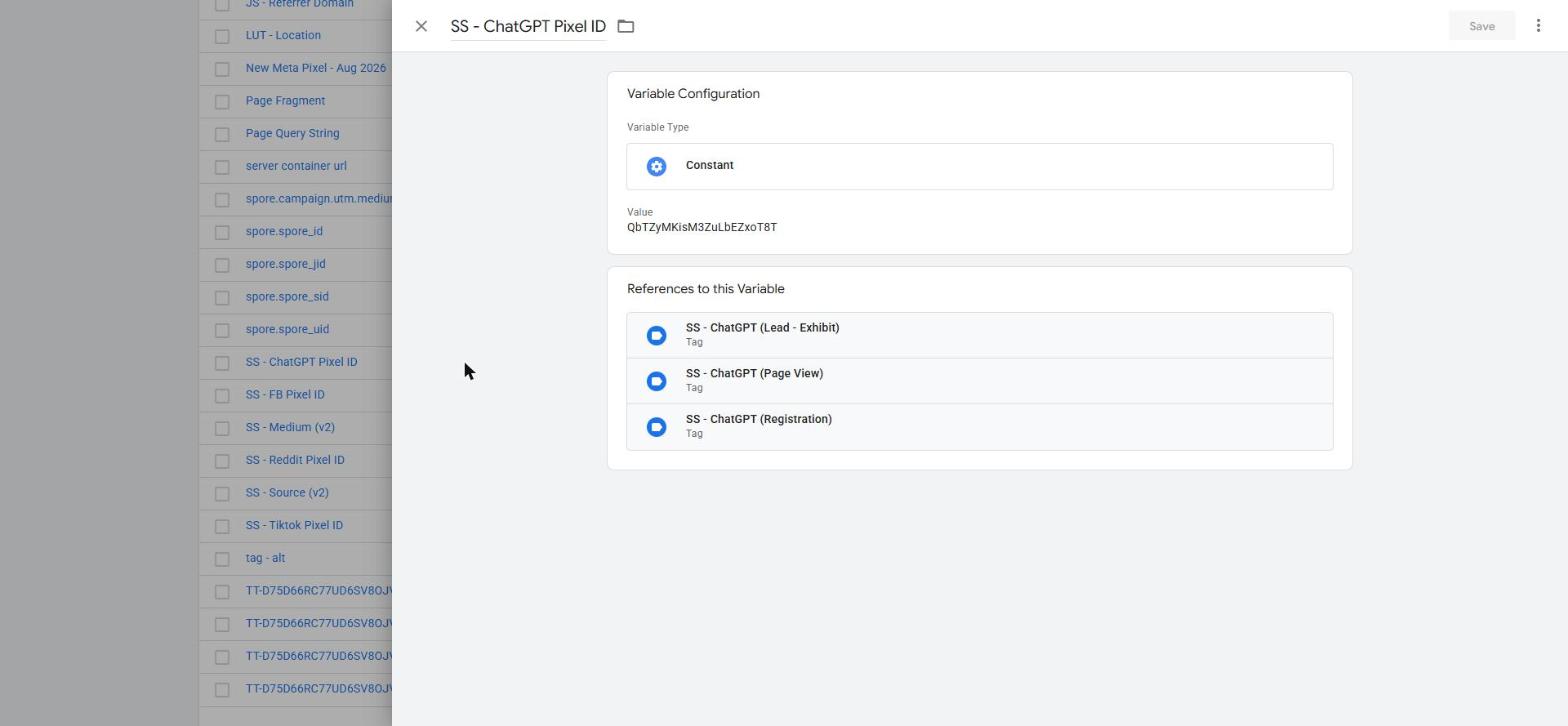 JS - Referrer Domain
LUT - Location
New Meta Pixel - Aug 2026
Page Fragment
Page Query String
server container url
spore.campaign.utm.mediu
spore.spore_id
spore.spore_jid
spore.spore_sid
spore.spore_uid
SS - ChatGPT Pixel ID
SS - FB Pixel ID
SS - Medium (v2)
SS - Reddit Pixel ID
SS - Source (v2)
SS - Tiktok Pixel ID
tag - alt
TT-D75D66RC77UD6SV8OJV
TT-D75D66RC77UD6SV8OJV
TT-D75D66RC77UD6SV8OJV
TT-D75D66RC77UD6SV8OJV
SS - ChatGPT Pixel ID
Save
Variable Configuration
Variable Type
Constant
Value
QbTZyMKisM3ZuLbEZxoT8T
References to this Variable
SS - ChatGPT (Lead - Exhibit)
Tag
SS - ChatGPT (Page View)
Tag
SS - ChatGPT (Registration)
Tag